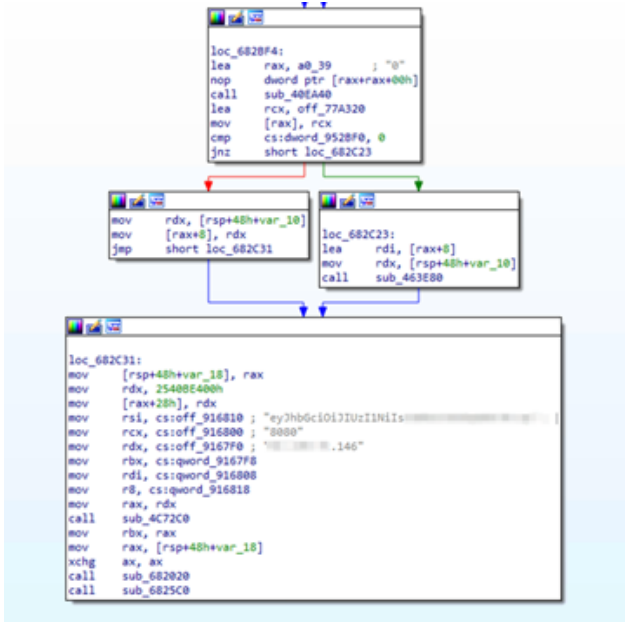 loc_682BF4:
lea rax, a0_39 ; "0"
nop dword ptr [rax+rax+00h]
call sub_40EA40
lea rcx, off_77A320
mov [rax], rcx
cmp cs:dword_952BF0, 0
jnz short loc_682C23
mov rdx, [rsp+48h+var_10]
mov [rax+8], rdx
jmp short loc_682C31
loc_682C23:
lea rdi, [rax+8]
mov rdx, [rsp+48h+var_10]
call sub_463E80
loc_682C31:
mov [rsp+48h+var_18], rax
mov rdx, 2540BE400h
mov [rax+28h], rdx
mov rsi, cs:off_916810 ; "eyJhbGciOiJIUzI1NiIs
mov rcx, cs:off_916800 ; "8080"
mov rdx, cs:off_9167F0 ; ".146"
mov rbx, cs:qword_9167F8
mov rdi, cs:qword_916808
mov r8, cs:qword_916818
mov rax, rdx
call sub_4C72C0
mov rbx, rax
mov rax, [rsp+48h+var_18]
xchg ax, ax
call sub_682020
call sub_6825C0